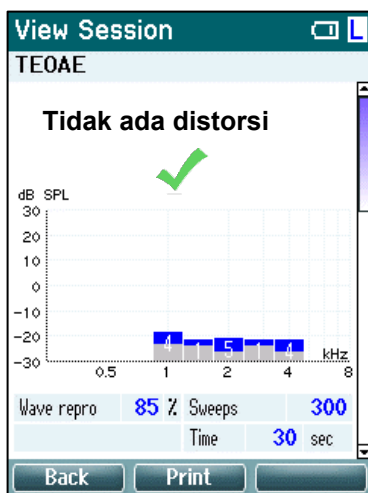 View Session L
TEOAE
Tidak ada distorsi
dB SPL
30
20
10
0
-10
-20
-30
4 1 5 1 4
kHz
0.5 1 2 4 8
Wave repro 85 % Sweeps 300
Time 30 sec
Back Print